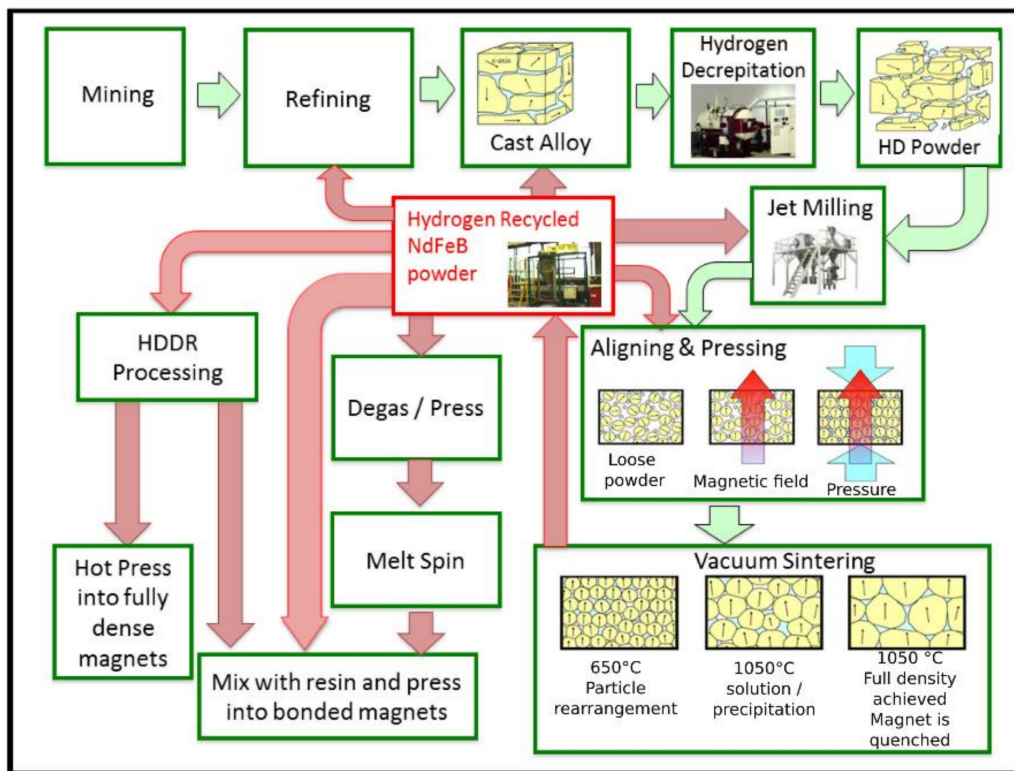 Mining
Refining
c-axis
Cast Alloy
Hydrogen
Decrepitation
HD Powder
Hydrogen Recycled
NdFeB
powder
Jet Milling
HDDR
Processing
Degas / Press
Aligning & Pressing
Loose
powder
Magnetic field
Pressure
Melt Spin
Hot Press
into fully
dense
magnets
Mix with resin and press
into bonded magnets
Vacuum Sintering
650°C
Particle
rearrangement
1050°C
solution /
precipitation
1050 °C
Full density
achieved
Magnet is
quenched